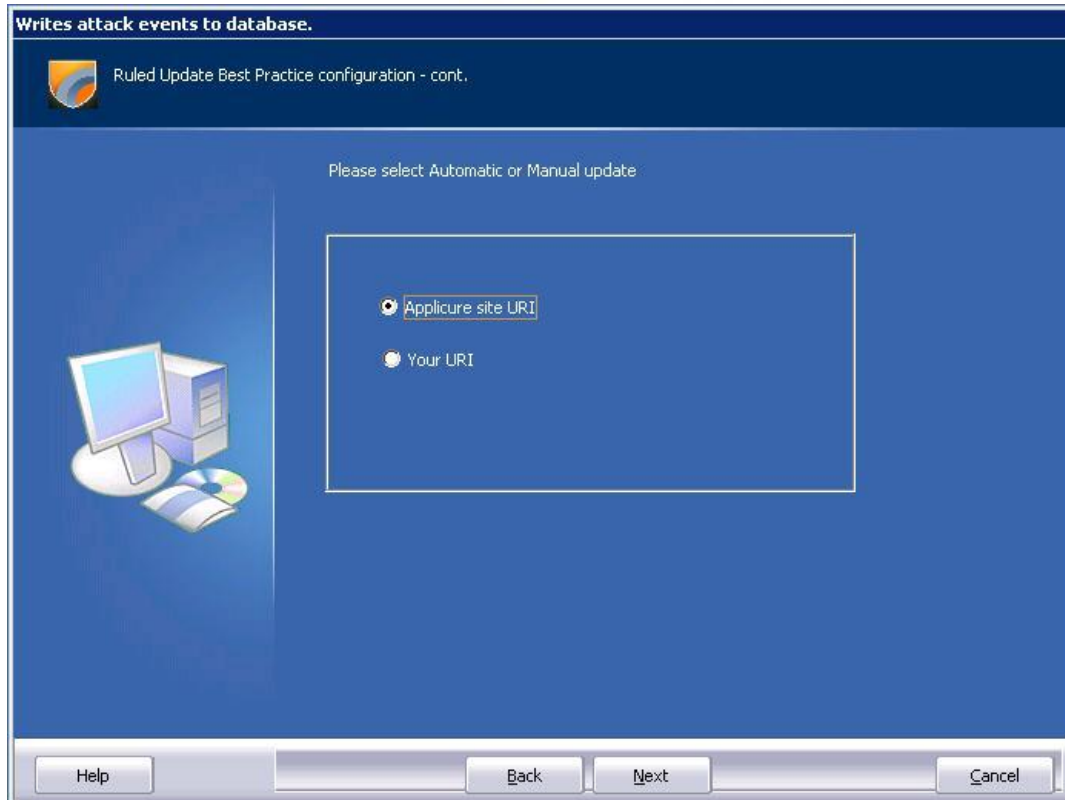 Writes attack events to database.
Ruled Update Best Practice configuration - cont.
Please select Automatic or Manual update
Applicure site URI
Your URI
Help
Back
Next
Cancel